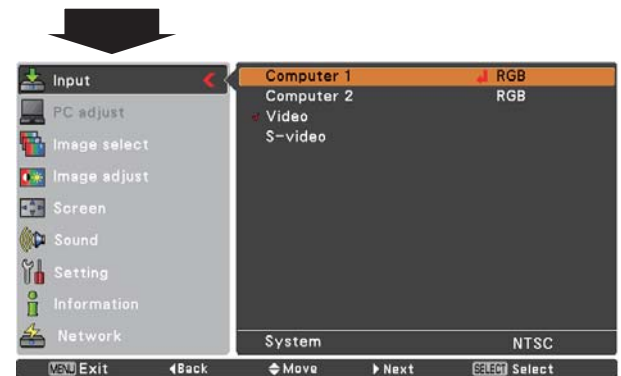 Input
PC adjust
Image select
Image adjust
Screen
Sound
Setting
Information
Network
Computer 1 RGB
Computer 2 RGB
Video
S-video
System NTSC
MENU Exit Back Move Next SELECT Select